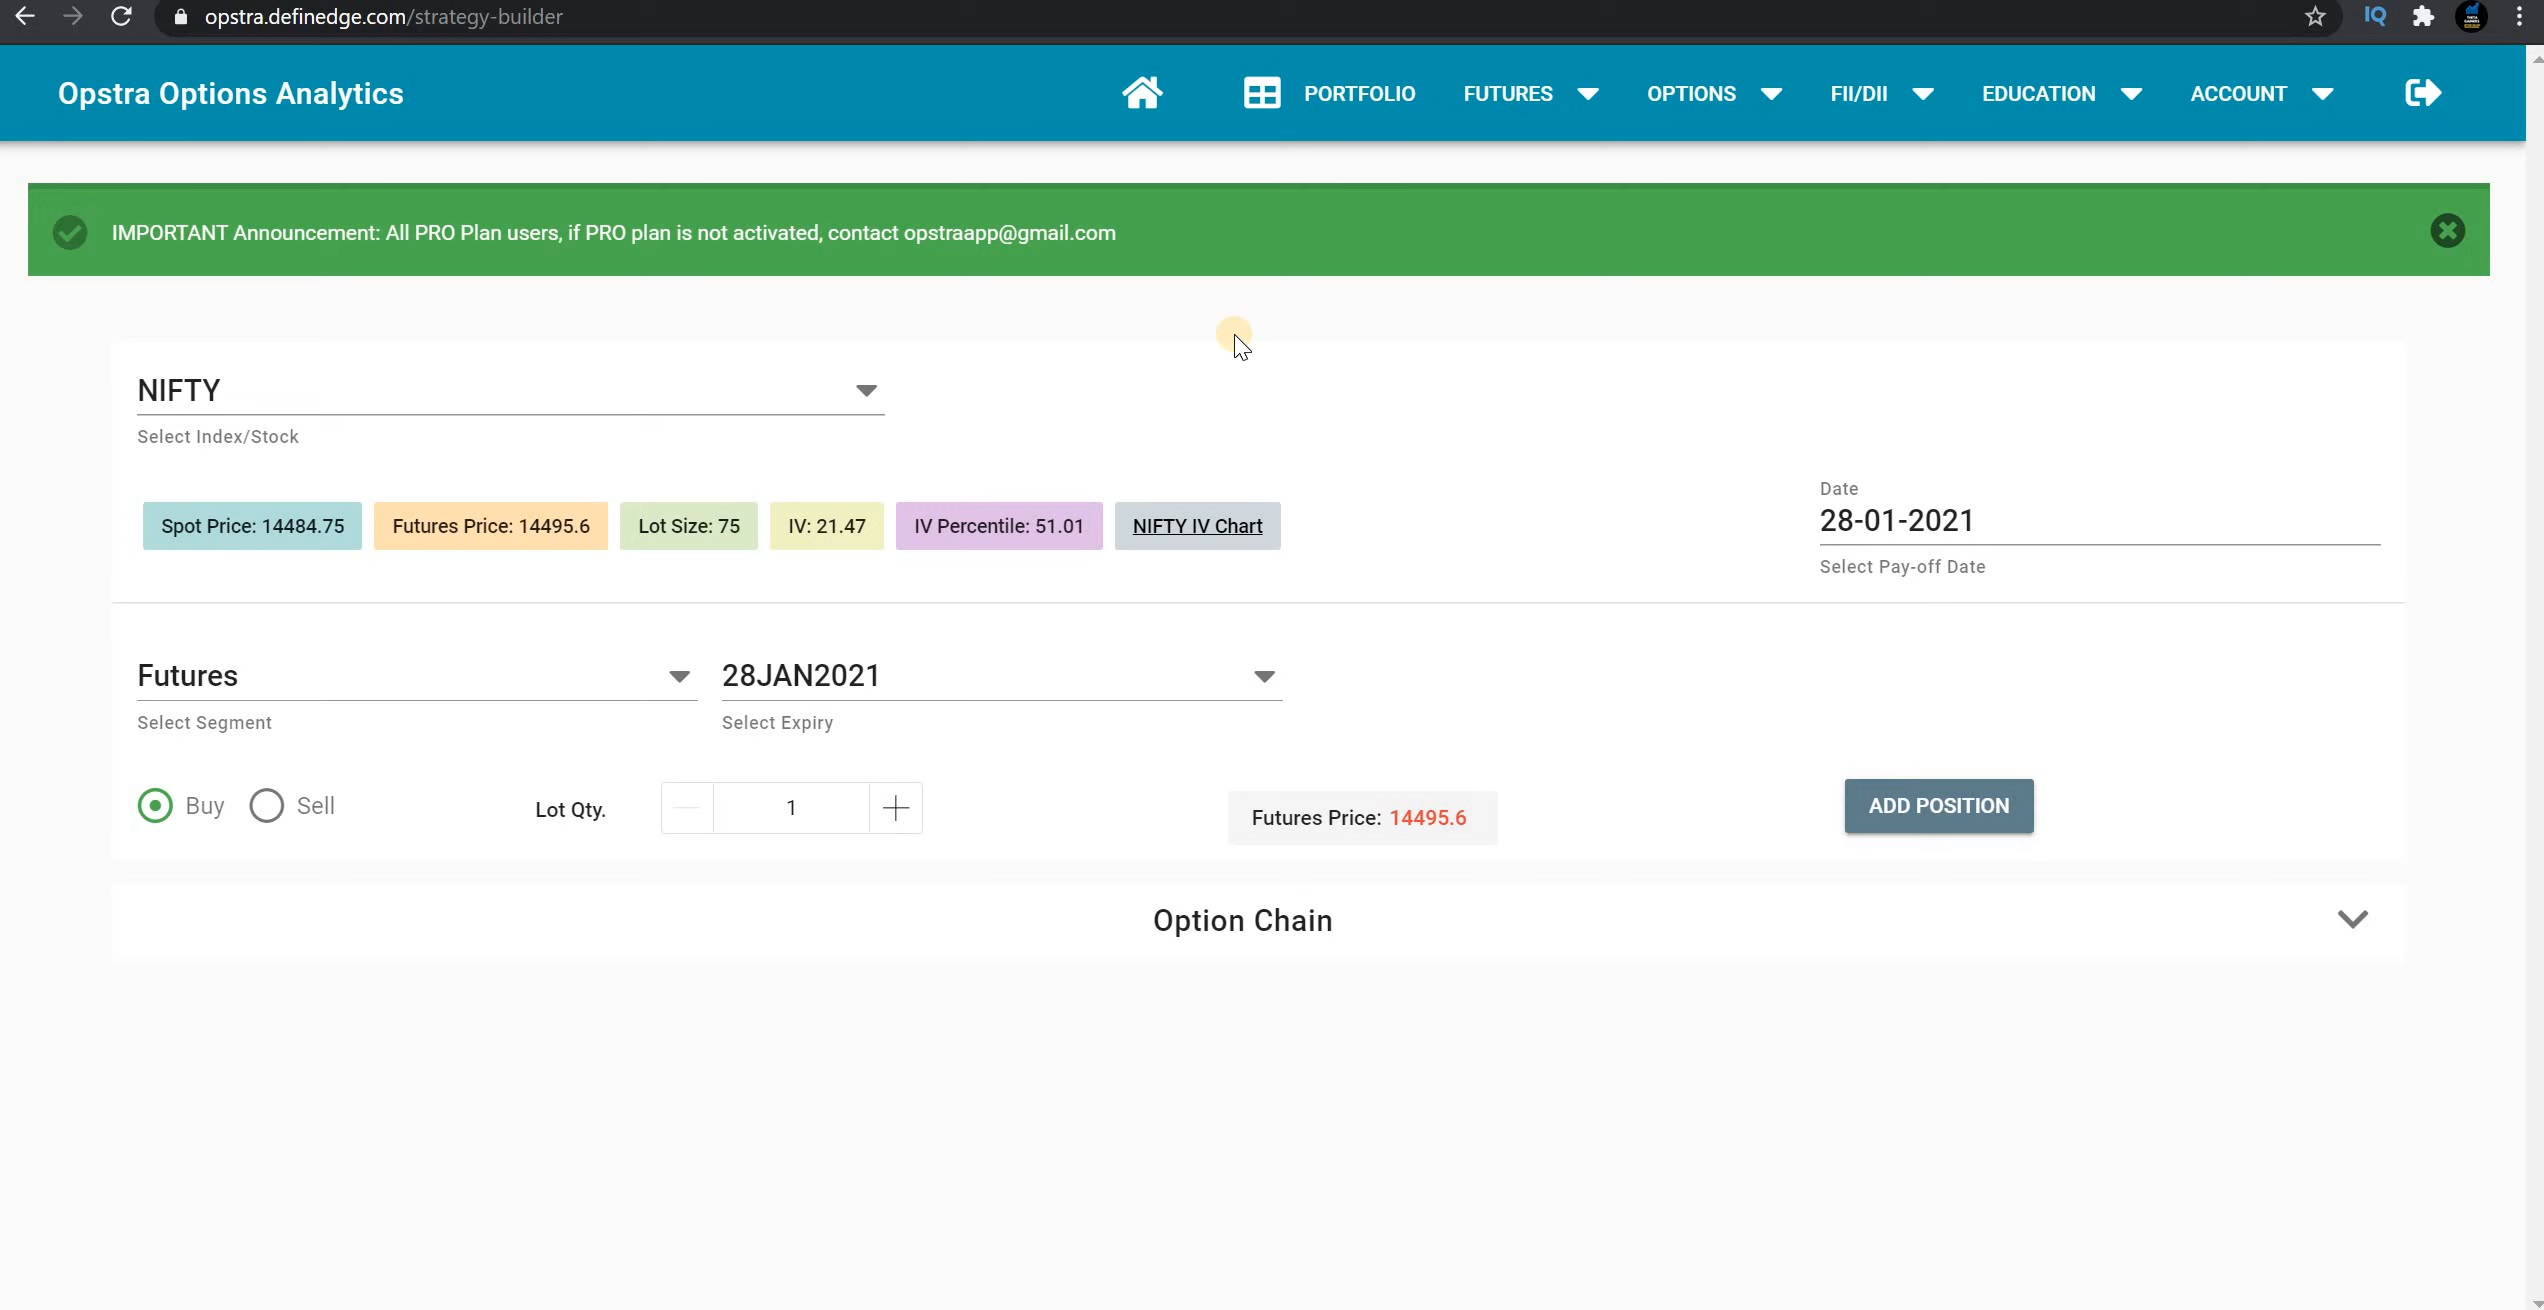 opstra.definedge.com/strategy-builder
IQ
Opstra Options Analytics
PORTFOLIO
FUTURES
OPTIONS
FII/DII
EDUCATION
ACCOUNT
IMPORTANT Announcement: All PRO Plan users, if PRO plan is not activated, contact opstraapp@gmail.com
NIFTY
Select Index/Stock
Spot Price: 14484.75
Futures Price: 14495.6
Lot Size: 75
IV: 21.47
IV Percentile: 51.01
NIFTY IV Chart
Date
28-01-2021
Select Pay-off Date
Futures
Select Segment
28JAN2021
Select Expiry
Buy
Sell
Lot Qty.
1
Futures Price: 14495.6
ADD POSITION
Option Chain